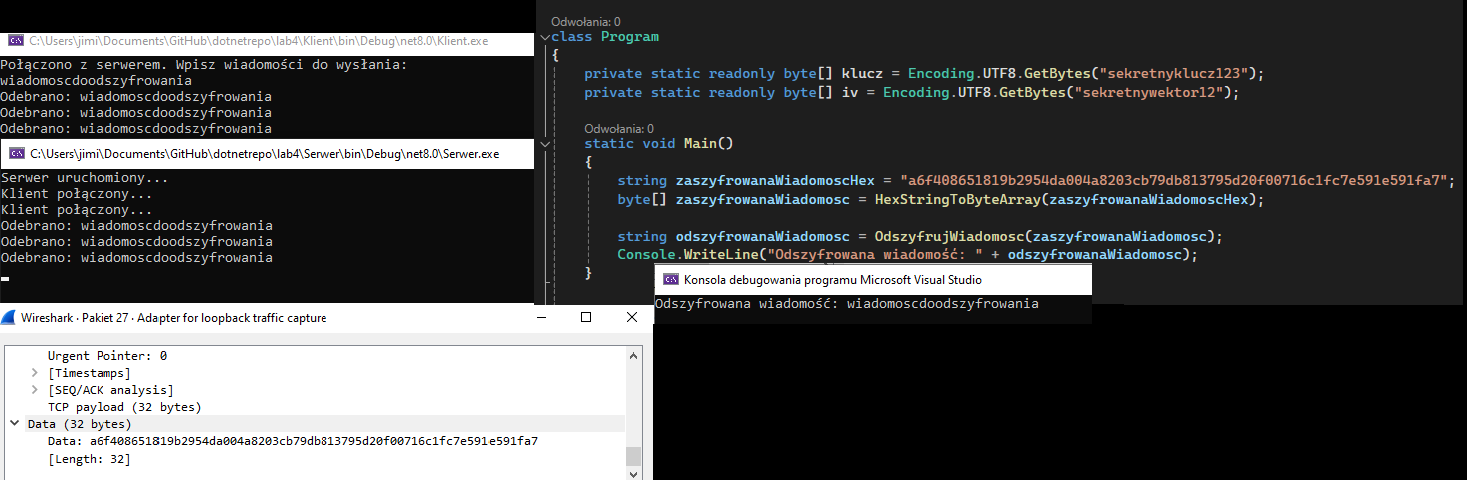 C:\Users\jimi\Documents\GitHub\dotnetrepo\lab4\Klient\bin\Debug\net8.0\Klient.exe
Połączono z serwerem. Wpisz wiadomości do wysłania:
wiadomoscdoodszyfrowania
Odebrano: wiadomoscdoodszyfrowania
Odebrano: wiadomoscdoodszyfrowania
Odebrano: wiadomoscdoodszyfrowania
C:\Users\jimi\Documents\GitHub\dotnetrepo\lab4\Serwer\bin\Debug\net8.0\Serwer.exe
Serwer uruchomiony...
Klient połączony...
Klient połączony...
Odebrano: wiadomoscdoodszyfrowania
Odebrano: wiadomoscdoodszyfrowania
Odebrano: wiadomoscdoodszyfrowania
Odwołania: 0
class Program
{
private static readonly byte[] klucz = Encoding.UTF8.GetBytes("sekretnyklucz123");
private static readonly byte[] iv = Encoding.UTF8.GetBytes("sekretnywektor12");
Odwołania: 0
static void Main()
{
string zaszyfrowanaWiadomoscHex = "a6f408651819b2954da004a8203cb79db813795d20f00716c1fc7e591e591fa7";
byte[] zaszyfrowanaWiadomosc = HexStringToByteArray(zaszyfrowanaWiadomoscHex);
string odszyfrowanaWiadomosc = OdszyfrujWiadomosc(zaszyfrowanaWiadomosc);
Console.WriteLine("Odszyfrowana wiadomość: " + odszyfrowanaWiadomosc);
}
Konsola debugowania programu Microsoft Visual Studio
Odszyfrowana wiadomość: wiadomoscdoodszyfrowania
Wireshark · Pakiet 27 · Adapter for loopback traffic capture
Urgent Pointer: 0
[Timestamps]
[SEQ/ACK analysis]
TCP payload (32 bytes)
Data (32 bytes)
Data: a6f408651819b2954da004a8203cb79db813795d20f00716c1fc7e591e591fa7
[Length: 32]